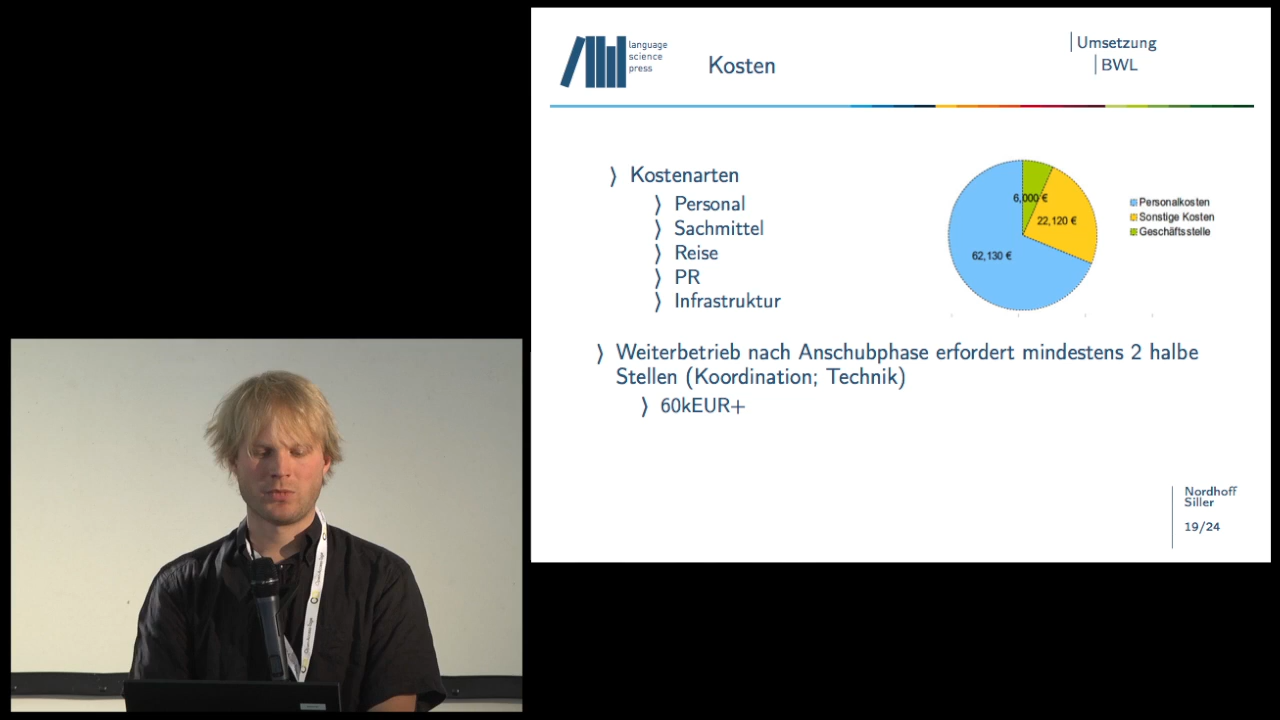 language
science
press
Kosten
Umsetzung
BWL
⟩ Kostenarten
⟩ Personal
⟩ Sachmittel
⟩ Reise
⟩ PR
⟩ Infrastruktur
6,000 €
22,120 €
62,130 €
Personalkosten
Sonstige Kosten
Geschäftsstelle
⟩ Weiterbetrieb nach Anschubphase erfordert mindestens 2 halbe
Stellen (Koordination; Technik)
⟩ 60kEUR+
Nordhoff
Siller
19/24